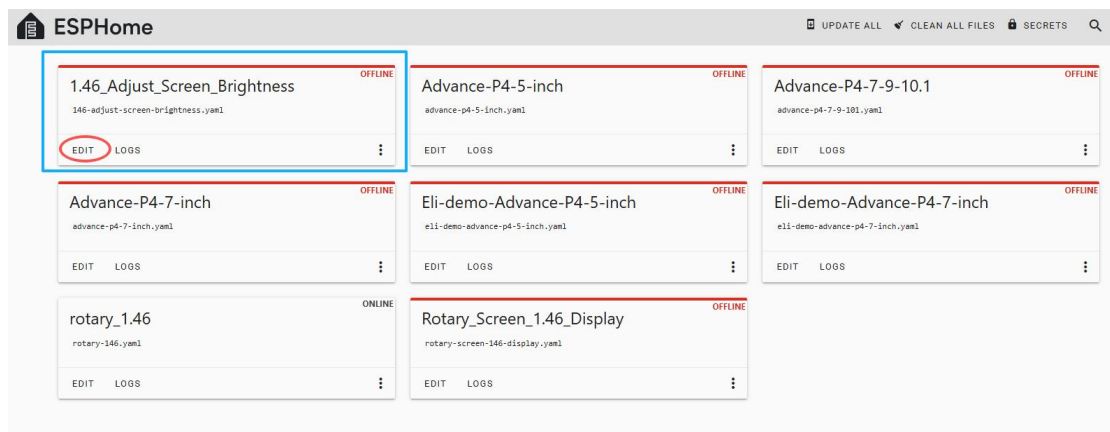 ESPHome
UPDATE ALL CLEAN ALL FILES SECRETS
OFFLINE
1.46_Adjust_Screen_Brightness
146-adjust-screen-brightness.yaml
EDIT LOGS
OFFLINE
Advance-P4-5-inch
advance-p4-5-inch.yaml
EDIT LOGS
OFFLINE
Advance-P4-7-9-10.1
advance-p4-7-9-101.yaml
EDIT LOGS
OFFLINE
Advance-P4-7-inch
advance-p4-7-inch.yaml
EDIT LOGS
OFFLINE
Eli-demo-Advance-P4-5-inch
eli-demo-advance-p4-5-inch.yaml
EDIT LOGS
OFFLINE
Eli-demo-Advance-P4-7-inch
eli-demo-advance-p4-7-inch.yaml
EDIT LOGS
ONLINE
rotary_1.46
rotary-146.yaml
EDIT LOGS
OFFLINE
Rotary_Screen_1.46_Display
rotary-screen-146-display.yaml
EDIT LOGS